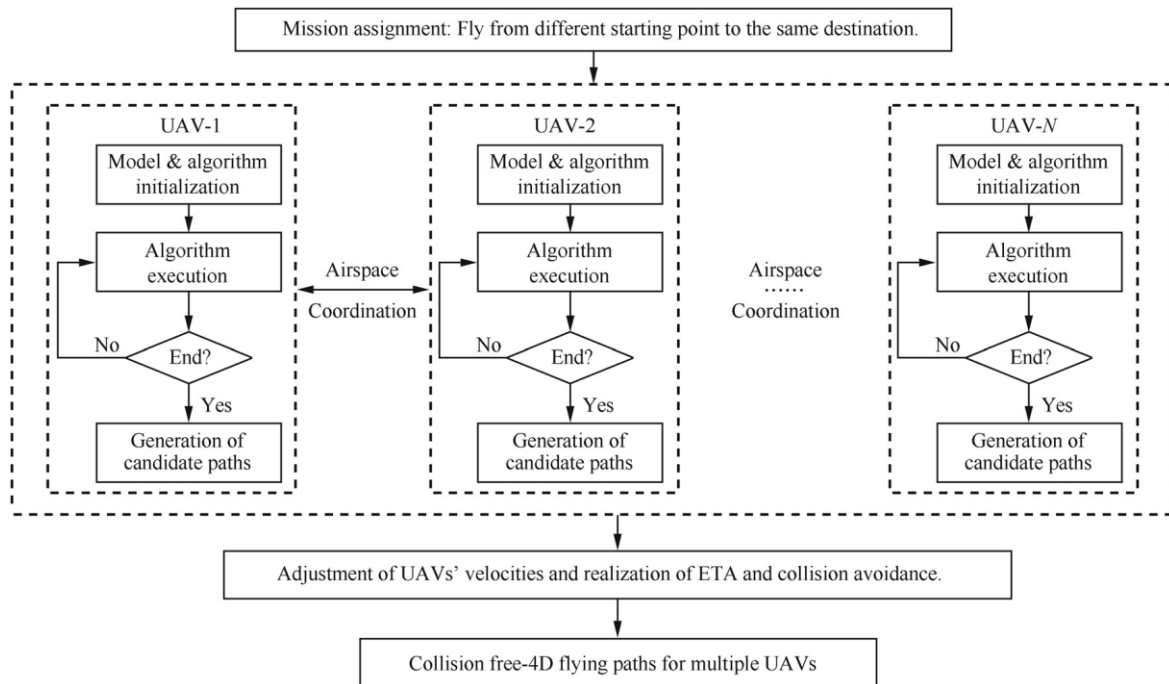 Mission assignment: Fly from different starting point to the same destination.
UAV-1
Model & algorithm
initialization
Algorithm
execution
No
End?
Yes
Generation of
candidate paths
Airspace
Coordination
UAV-2
Model & algorithm
initialization
Algorithm
execution
No
End?
Yes
Generation of
candidate paths
Airspace
......
Coordination
UAV-N
Model & algorithm
initialization
Algorithm
execution
No
End?
Yes
Generation of
candidate paths
Adjustment of UAVs’ velocities and realization of ETA and collision avoidance.
Collision free-4D flying paths for multiple UAVs